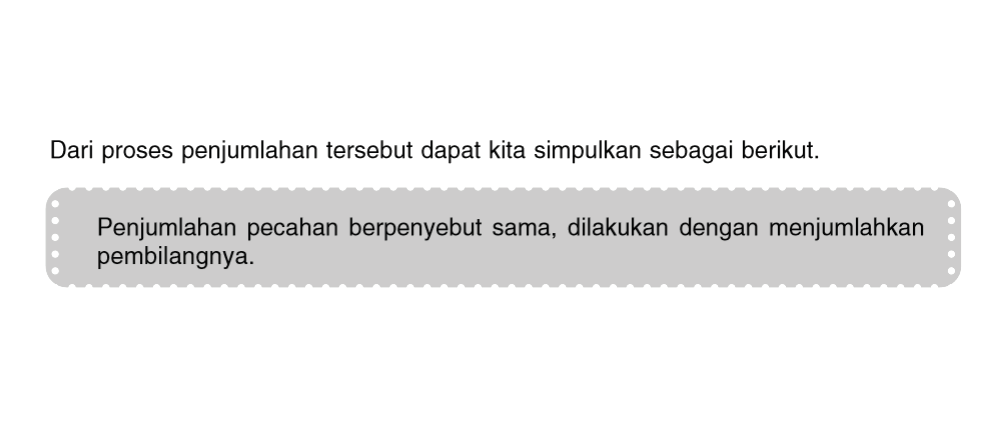 Dari proses penjumlahan tersebut dapat kita simpulkan sebagai berikut.
Penjumlahan pecahan berpenyebut sama, dilakukan dengan menjumlahkan
pembilangnya.